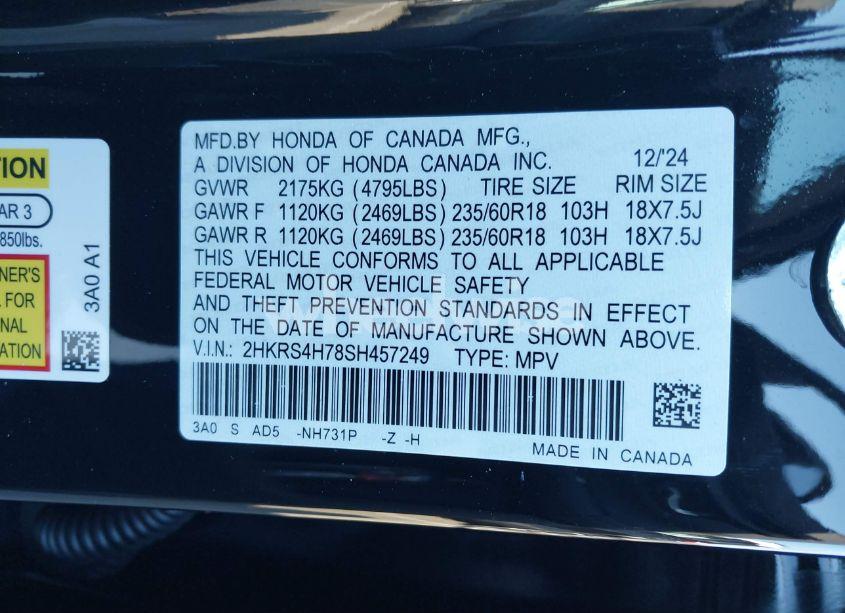 TION
AR 3
850lbs.
NER'S
L FOR
NAL
ATION
3A0 A1
MFD.BY HONDA OF CANADA MFG.,
A DIVISION OF HONDA CANADA INC. 12/'24
GVWR 2175KG (4795LBS) TIRE SIZE RIM SIZE
GAWR F 1120KG (2469LBS) 235/60R18 103H 18X7.5J
GAWR R 1120KG (2469LBS) 235/60R18 103H 18X7.5J
THIS VEHICLE CONFORMS TO ALL APPLICABLE
FEDERAL MOTOR VEHICLE SAFETY
AND THEFT PREVENTION STANDARDS IN EFFECT
ON THE DATE OF MANUFACTURE SHOWN ABOVE.
V.I.N.: 2HKRS4H78SH457249 TYPE: MPV
3A0 S AD5 -NH731P -Z -H
MADE IN CANADA